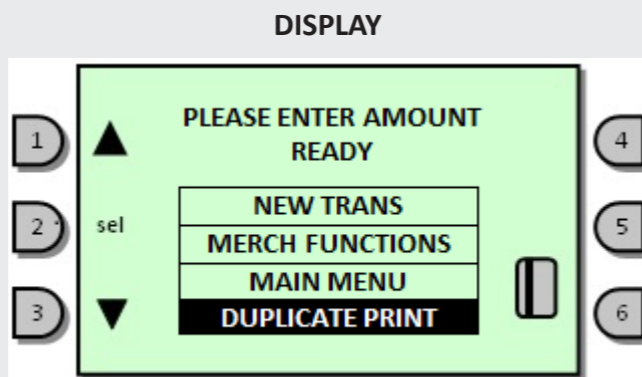 DISPLAY
PLEASE ENTER AMOUNT
READY
1
4
NEW TRANS
2
sel
5
MERCH FUNCTIONS
MAIN MENU
3
DUPLICATE PRINT
6